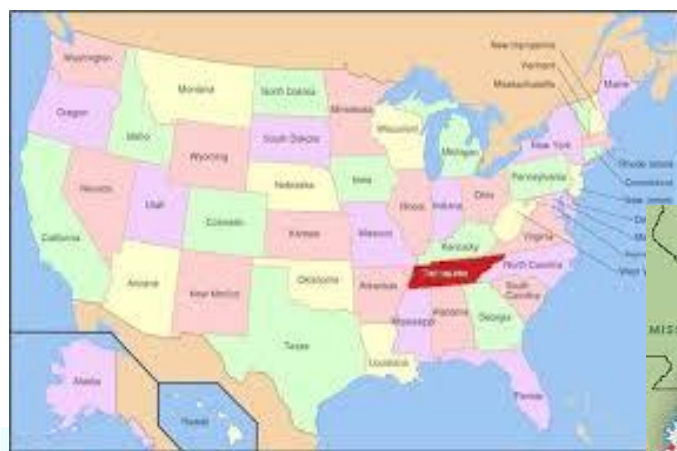 New Hampshire
Vermont
Massachusetts
Maine
Washington
Montana
North Dakota
Minnesota
Oregon
Idaho
Wisconsin
South Dakota
Michigan
New York
Wyoming
Rhode Island
Connecticut
Nebraska
Iowa
Pennsylvania
New Jersey
Nevada
Utah
Illinois
Indiana
Ohio
Colorado
California
Kansas
Missouri
Virginia
Kentucky
West V
Tennessee
North Carolina
Arizona
New Mexico
Oklahoma
Arkansas
South
Carolina
Mississippi
Alabama
Georgia
MISS
Texas
Louisiana
Alaska
Florida
Hawaii